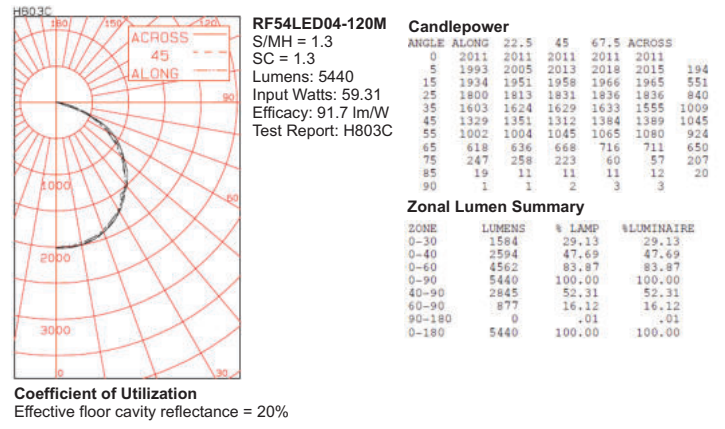 H803C
180 150 120
ACROSS
45
ALONG
90
60
1000
2000
3000
0 30
RF54LED04-120M
S/MH = 1.3
SC = 1.3
Lumens: 5440
Input Watts: 59.31
Efficacy: 91.7 lm/W
Test Report: H803C
Candlepower
ANGLE ALONG 22.5 45 67.5 ACROSS
0 2011 2011 2011 2011 2011
5 1993 2005 2013 2018 2015 194
15 1934 1951 1958 1966 1965 551
25 1800 1813 1831 1836 1836 840
35 1603 1624 1629 1633 1555 1009
45 1329 1351 1312 1384 1389 1045
55 1002 1004 1045 1065 1080 924
65 618 636 668 716 711 650
75 247 258 223 60 57 207
85 19 11 11 11 12 20
90 1 1 2 3 3
Zonal Lumen Summary
ZONE LUMENS % LAMP %LUMINAIRE
0-30 1584 29.13 29.13
0-40 2594 47.69 47.69
0-60 4562 83.87 83.87
0-90 5440 100.00 100.00
40-90 2845 52.31 52.31
60-90 877 16.12 16.12
90-180 0 .01 .01
0-180 5440 100.00 100.00
Coefficient of Utilization
Effective floor cavity reflectance = 20%